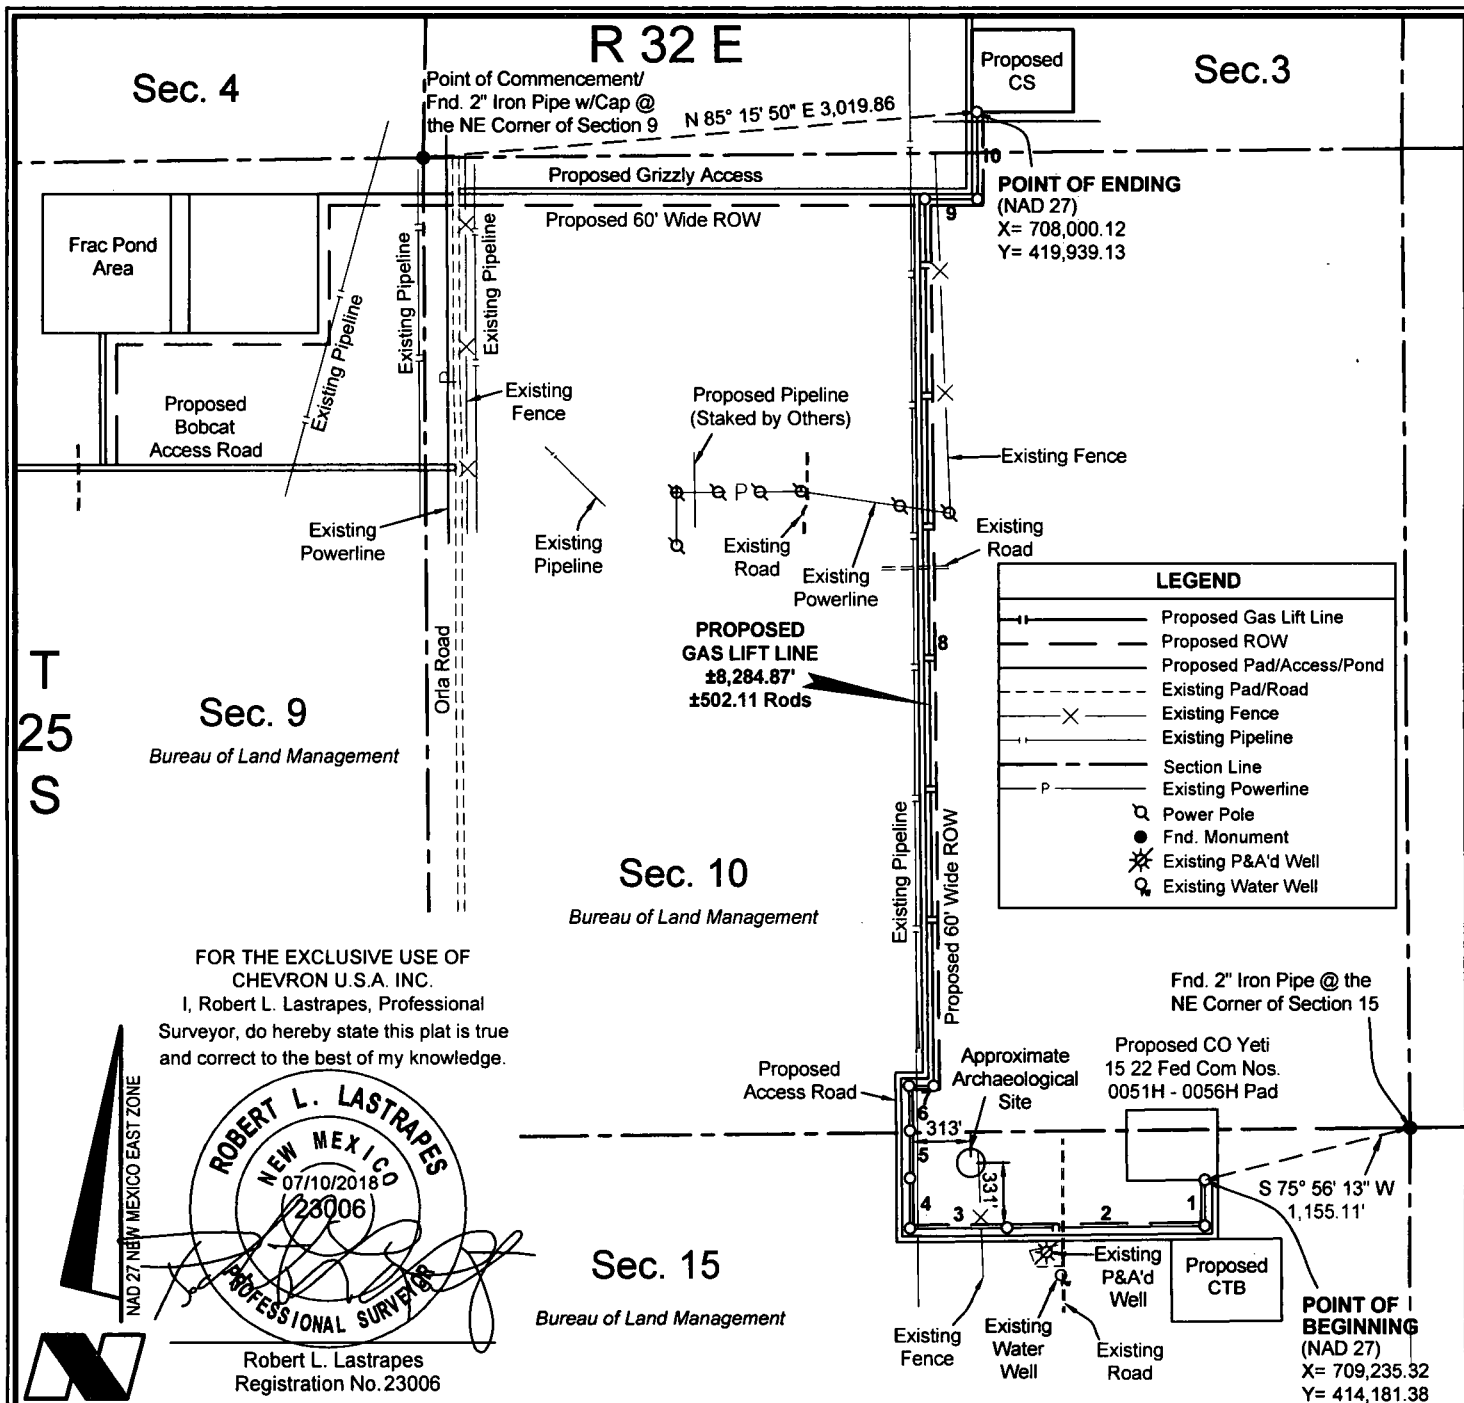 R 32 E
Sec. 4
Sec.3
Point of Commencement/
Fnd. 2" Iron Pipe w/Cap @
the NE Corner of Section 9
N 85° 15' 50" E 3,019.86
Proposed
CS
10
POINT OF ENDING
(NAD 27)
X= 708,000.12
Y= 419,939.13
Proposed Grizzly Access
9
Proposed 60' Wide ROW
Frac Pond
Area
Existing Pipeline
Existing Pipeline
Existing Pipeline
P
Proposed
Bobcat
Access Road
Existing
Fence
Proposed Pipeline
(Staked by Others)
Existing Fence
P
Existing
Powerline
Existing
Pipeline
Existing
Road
Existing
Powerline
Existing
Road
LEGEND
Proposed Gas Lift Line
Proposed ROW
Proposed Pad/Access/Pond
Existing Pad/Road
Existing Fence
Existing Pipeline
Section Line
P Existing Powerline
Power Pole
Fnd. Monument
Existing P&A'd Well
Existing Water Well
PROPOSED
GAS LIFT LINE
±8,284.87'
±502.11 Rods
8
Orla Road
T
25
S
Sec. 9
Bureau of Land Management
Sec. 10
Bureau of Land Management
Existing Pipeline
Proposed 60' Wide ROW
FOR THE EXCLUSIVE USE OF
CHEVRON U.S.A. INC.
I, Robert L. Lastrapes, Professional
Surveyor, do hereby state this plat is true
and correct to the best of my knowledge.
Fnd. 2" Iron Pipe @ the
NE Corner of Section 15
Proposed CO Yeti
15 22 Fed Com Nos.
0051H - 0056H Pad
Proposed
Access Road
Approximate
Archaeological
Site
7
6
313'
5
331'
4
3
2
1
S 75° 56' 13" W
1,155.11'
NAD 27 NEW MEXICO EAST ZONE
ROBERT L. LASTRAPES
NEW MEXICO
07/10/2018
23006
PROFESSIONAL SURVEYOR
Robert L. Lastrapes
Registration No. 23006
Sec. 15
Bureau of Land Management
Existing
P&A'd
Well
Proposed
CTB
Existing
Fence
Existing
Water
Well
Existing
Road
POINT OF
BEGINNING
(NAD 27)
X= 709,235.32
Y= 414,181.38